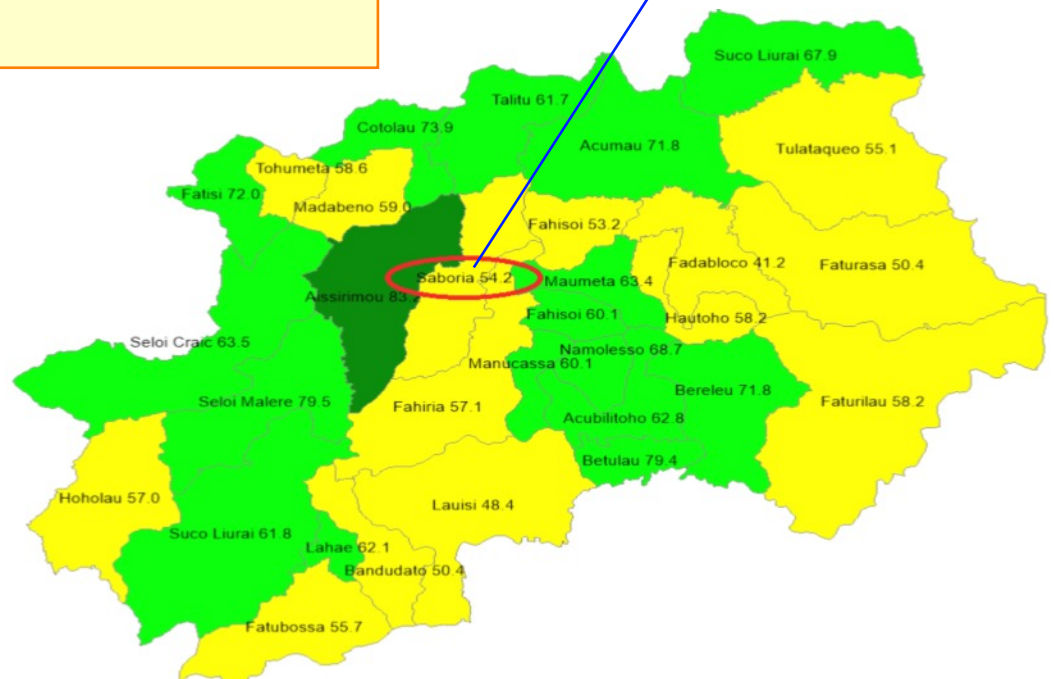 Suco Liurai 67.9
Talitu 61.7
Cotolau 73.9
Acumau 71.8
Tulataqueo 55.1
Tohumeta 58.6
Fatisi 72.0
Madabeno 59.0
Fahisoi 53.2
Fadabloco 41.2
Faturasa 50.4
Saboria 54.2
Maumeta 63.4
Aissirimou 83.2
Fahisoi 60.1
Hautoho 58.2
Seloi Craic 63.5
Namolesso 68.7
Manucassa 60.1
Bereleu 71.8
Seloi Malere 79.5
Fahiria 57.1
Faturilau 58.2
Acubilitoho 62.8
Betulau 79.4
Hoholau 57.0
Lauisi 48.4
Suco Liurai 61.8
Lahae 62.1
Bandudato 50.4
Fatubossa 55.7